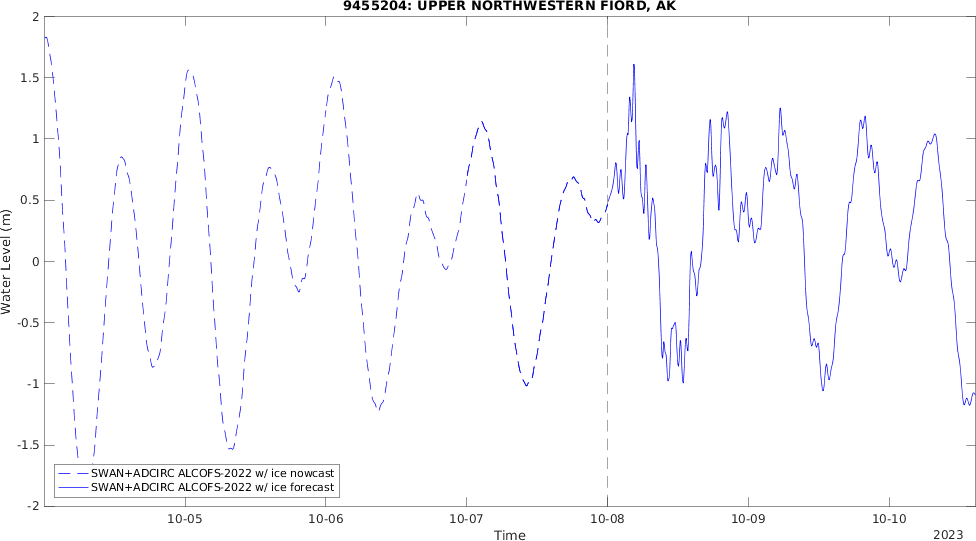 9455204: UPPER NORTHWESTERN FIORD, AK
2
1.5
1
0.5
0
-0.5
-1
-1.5
-2
Water Level (m)
SWAN+ADCIRC ALCOFS-2022 w/ ice nowcast
SWAN+ADCIRC ALCOFS-2022 w/ ice forecast
10-05 10-06 10-07 10-08 10-09 10-10
Time
2023